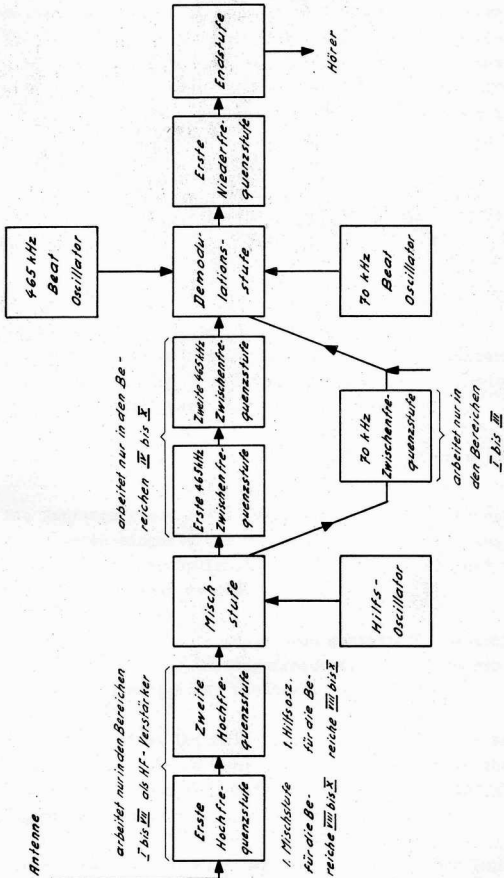 Antenne
arbeitet nur in den Bereichen
I bis VII als HF-Verstärker
Erste
Hochfre-
quenzstufe
Zweite
Hochfre-
quenzstufe
1. Mischstufe
für die Be-
reiche VIII bis X
1. Hilfsosz.
für die Be-
reiche VIII bis X
Misch-
stufe
Hilfs-
Oscillator
arbeitet nur in den Be-
reichen IV bis X
Erste 465kHz
Zwischenfre-
quenzstufe
Zweite 465kHz
Zwischenfre-
quenzstufe
70 kHz
Zwischenfre-
quenzstufe
arbeitet nur in
den Bereichen
I bis III
465 kHz
Beat
Oscillator
Demodu-
lations-
stufe
70 kHz
Beat
Oscillator
Erste
Niederfre-
quenzstufe
Endstufe
Hörer